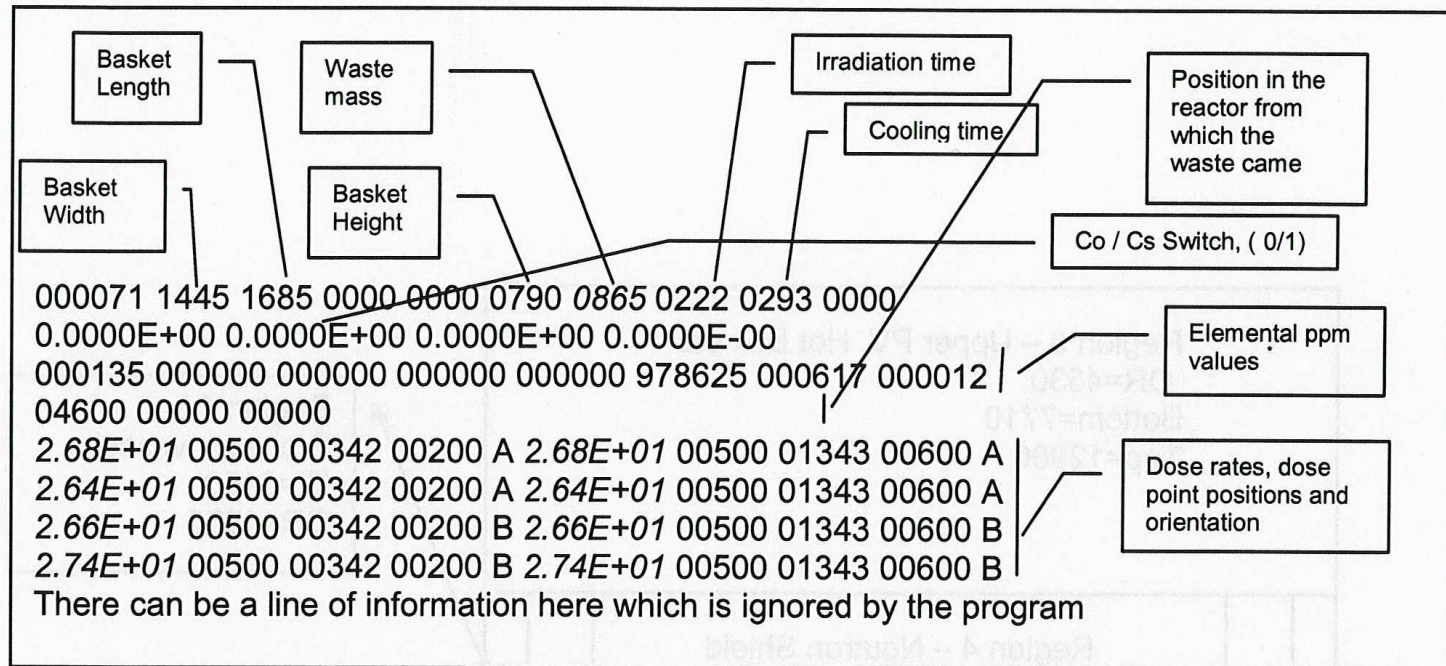 Basket
Length
Waste
mass
Irradiation time
Position in the
reactor from
which the
waste came
Cooling time
Basket
Width
Basket
Height
Co / Cs Switch, ( 0/1)
000071 1445 1685 0000 0000 0790 0865 0222 0293 0000
0.0000E+00 0.0000E+00 0.0000E+00 0.0000E-00
Elemental ppm
values
000135 000000 000000 000000 000000 978625 000617 000012
04600 00000 00000
2.68E+01 00500 00342 00200 A 2.68E+01 00500 01343 00600 A
2.64E+01 00500 00342 00200 A 2.64E+01 00500 01343 00600 A
2.66E+01 00500 00342 00200 B 2.66E+01 00500 01343 00600 B
2.74E+01 00500 00342 00200 B 2.74E+01 00500 01343 00600 B
Dose rates, dose
point positions and
orientation
There can be a line of information here which is ignored by the program
Region 4 – Neutron Shield